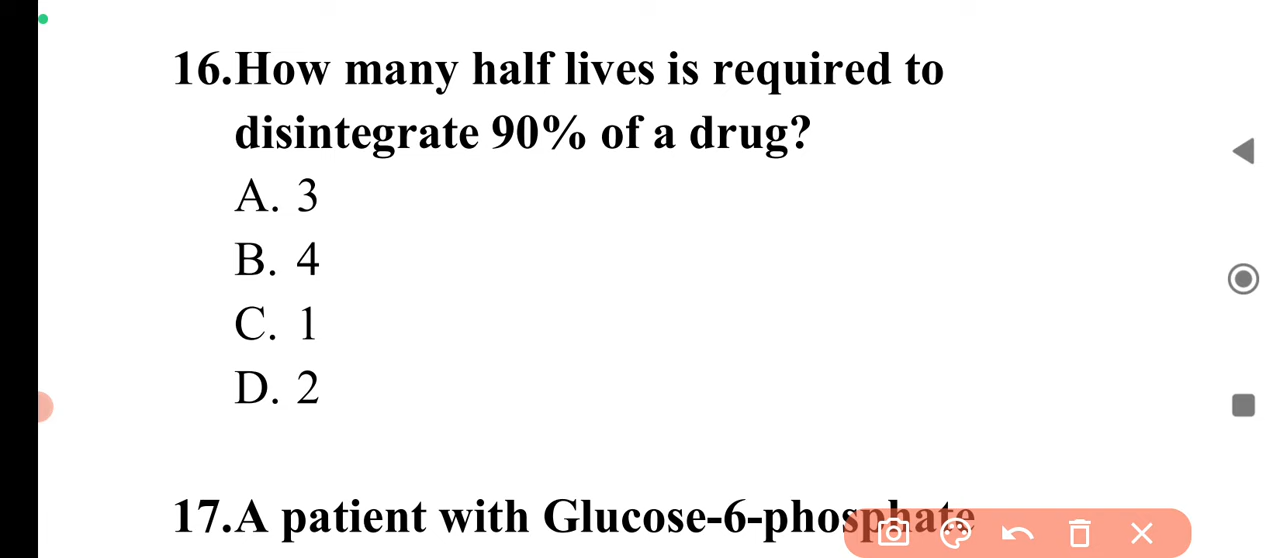 16.How many half lives is required to
disintegrate 90% of a drug?
A. 3
B. 4
C. 1
D. 2
17.A patient with Glucose-6-phosphate